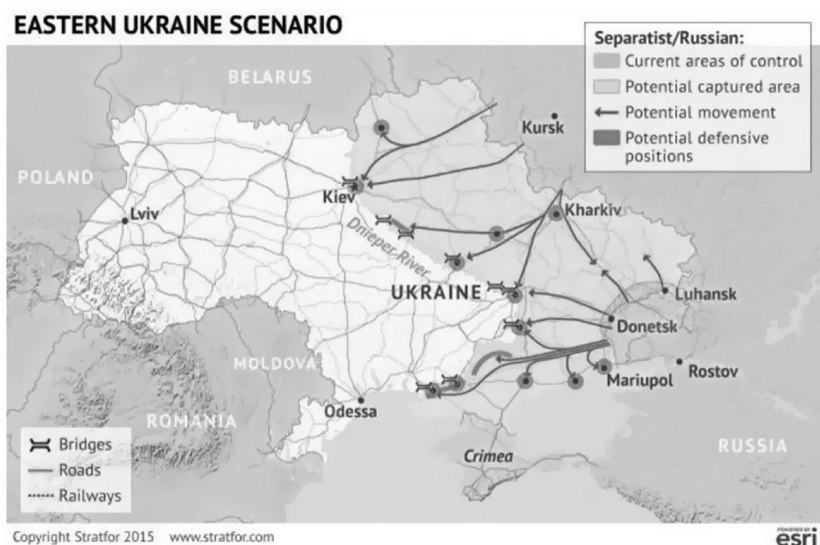 EASTERN UKRAINE SCENARIO
Separatist/Russian:
Current areas of control
Potential captured area
Potential movement
Potential defensive
positions
BELARUS
Kursk
POLAND
Kiev
Lviv
Kharkiv
Dnieper River
UKRAINE
Luhansk
Donetsk
MOLDOVA
Rostov
Mariupol
Odessa
ROMANIA
RUSSIA
Crimea
Bridges
Roads
Railways
Copyright Stratfor 2015 www.stratfor.com
POWERED BY
esri